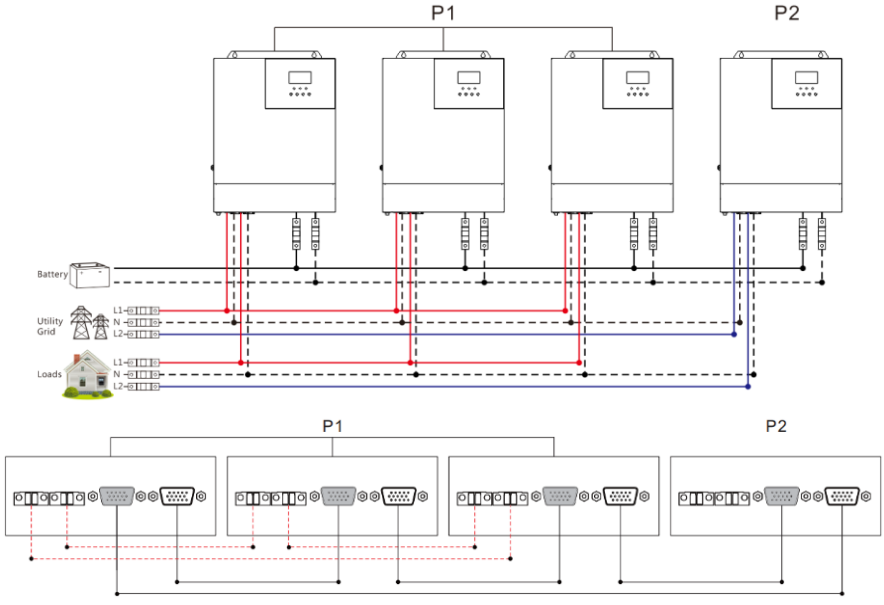 P1 P2
Battery
Utility
Grid
L1
N
L2
Loads
L1
N
L2
P1 P2